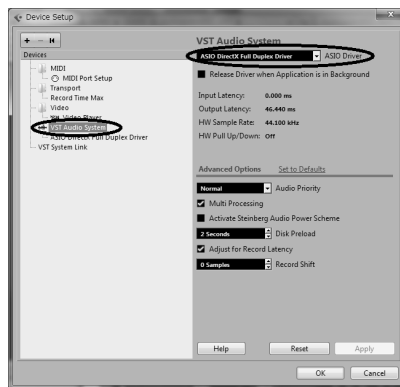 Device Setup
+ − |◄
Devices
MIDI
MIDI Port Setup
Transport
Record Time Max
Video
Video Player
VST Audio System
ASIO DirectX Full Duplex Driver
VST System Link
VST Audio System
ASIO DirectX Full Duplex Driver ASIO Driver
Release Driver when Application is in Background
Input Latency: 0.000 ms
Output Latency: 46.440 ms
HW Sample Rate: 44.100 kHz
HW Pull Up/Down: Off
Advanced Options Set to Defaults
Normal Audio Priority
Multi Processing
Activate Steinberg Audio Power Scheme
2 Seconds Disk Preload
Adjust for Record Latency
0 Samples Record Shift
Help Reset Apply
OK Cancel